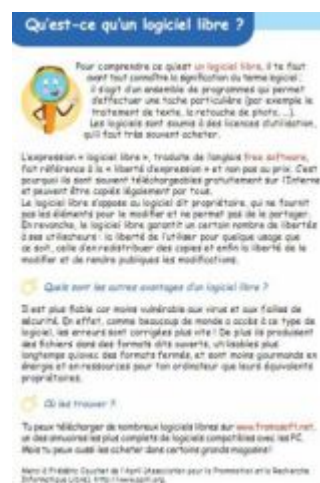 Qu'est-ce qu'un logiciel libre ?
Pour comprendre ce qu'est un logiciel libre, il te faut
avant tout connaître la signification du terme logiciel :
il s'agit d'un ensemble de programmes qui permet
d'effectuer une tache particulière (par exemple le
traitement de texte, la retouche de photo, ...).
Les logiciels sont soumis à des licences d'utilisation,
qu'il faut très souvent acheter.
L'expression « logiciel libre », traduite de l'anglais free software,
fait référence à la « liberté d'expression » et non pas au prix. C'est
pourquoi ils sont souvent téléchargeables gratuitement sur l'Interne
et peuvent être copiés légalement par tous.
Le logiciel libre s'oppose au logiciel dit propriétaire, qui ne fournit
pas les éléments pour le modifier et ne permet pas de le partager.
En revanche, le logiciel libre garantit un certain nombre de libertés
à ses utilisateurs : la liberté de l'utiliser pour quelque usage que
ce soit, celle d'en redistribuer des copies et enfin la liberté de le
modifier et de rendre publiques les modifications.
Quels sont les autres avantages d'un logiciel libre ?
Il est plus fiable car moins vulnérable aux virus et aux failles de
sécurité. En effet, comme beaucoup de monde a accès à ce type de
logiciel, les erreurs sont corrigées plus vite ! De plus ils produisent
des fichiers dans des formats dits ouverts, utilisables plus
longtemps qu'avec des formats fermés, et sont moins gourmands en
énergie et en ressources pour ton ordinateur que leurs équivalents
propriétaires.
Où les trouver ?
Tu peux télécharger de nombreux logiciels libres sur www.framasoft.net,
un des annuaires les plus complets de logiciels compatibles avec les PC.
Mais tu peux aussi les acheter dans certains grands magasins!
Merci à Frédéric Couchet de l'April (Association pour la Promotion et la Recherche
Informatique Libre). http://www.april.org.